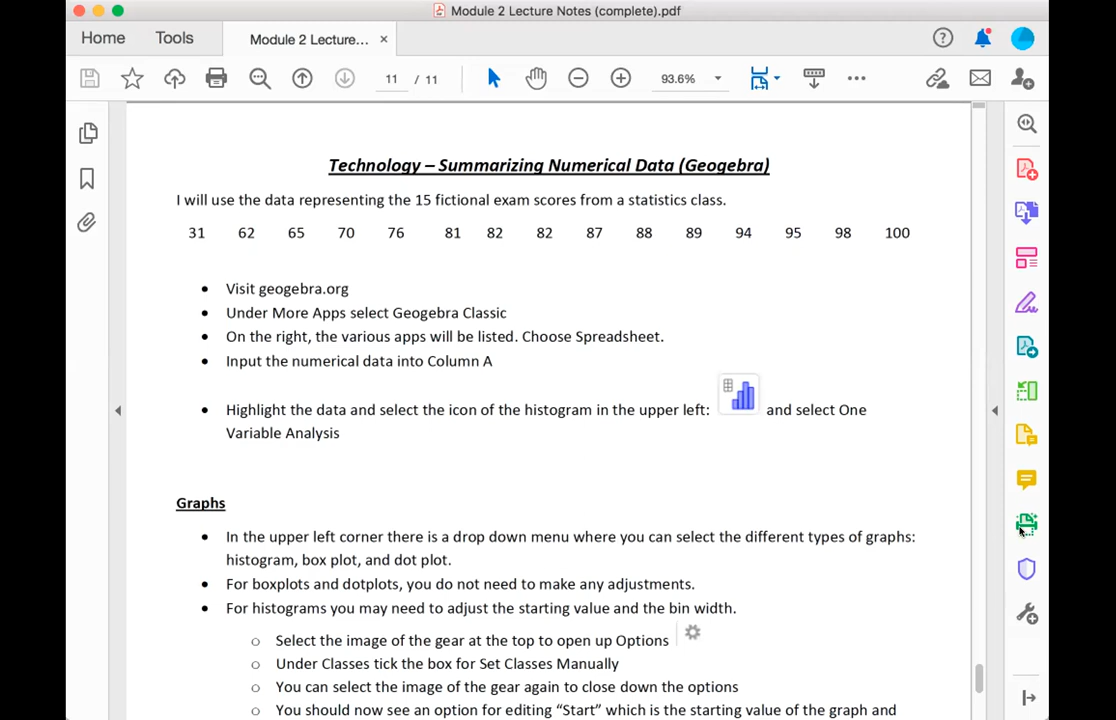 Module 2 Lecture Notes (complete).pdf
Home Tools Module 2 Lecture... ×
11 / 11 93.6%
Technology – Summarizing Numerical Data (Geogebra)
I will use the data representing the 15 fictional exam scores from a statistics class.
31 62 65 70 76 81 82 82 87 88 89 94 95 98 100
• Visit geogebra.org
• Under More Apps select Geogebra Classic
• On the right, the various apps will be listed. Choose Spreadsheet.
• Input the numerical data into Column A
• Highlight the data and select the icon of the histogram in the upper left: and select One
Variable Analysis
Graphs
• In the upper left corner there is a drop down menu where you can select the different types of graphs:
histogram, box plot, and dot plot.
• For boxplots and dotplots, you do not need to make any adjustments.
• For histograms you may need to adjust the starting value and the bin width.
o Select the image of the gear at the top to open up Options
o Under Classes tick the box for Set Classes Manually
o You can select the image of the gear again to close down the options
o You should now see an option for editing “Start” which is the starting value of the graph and